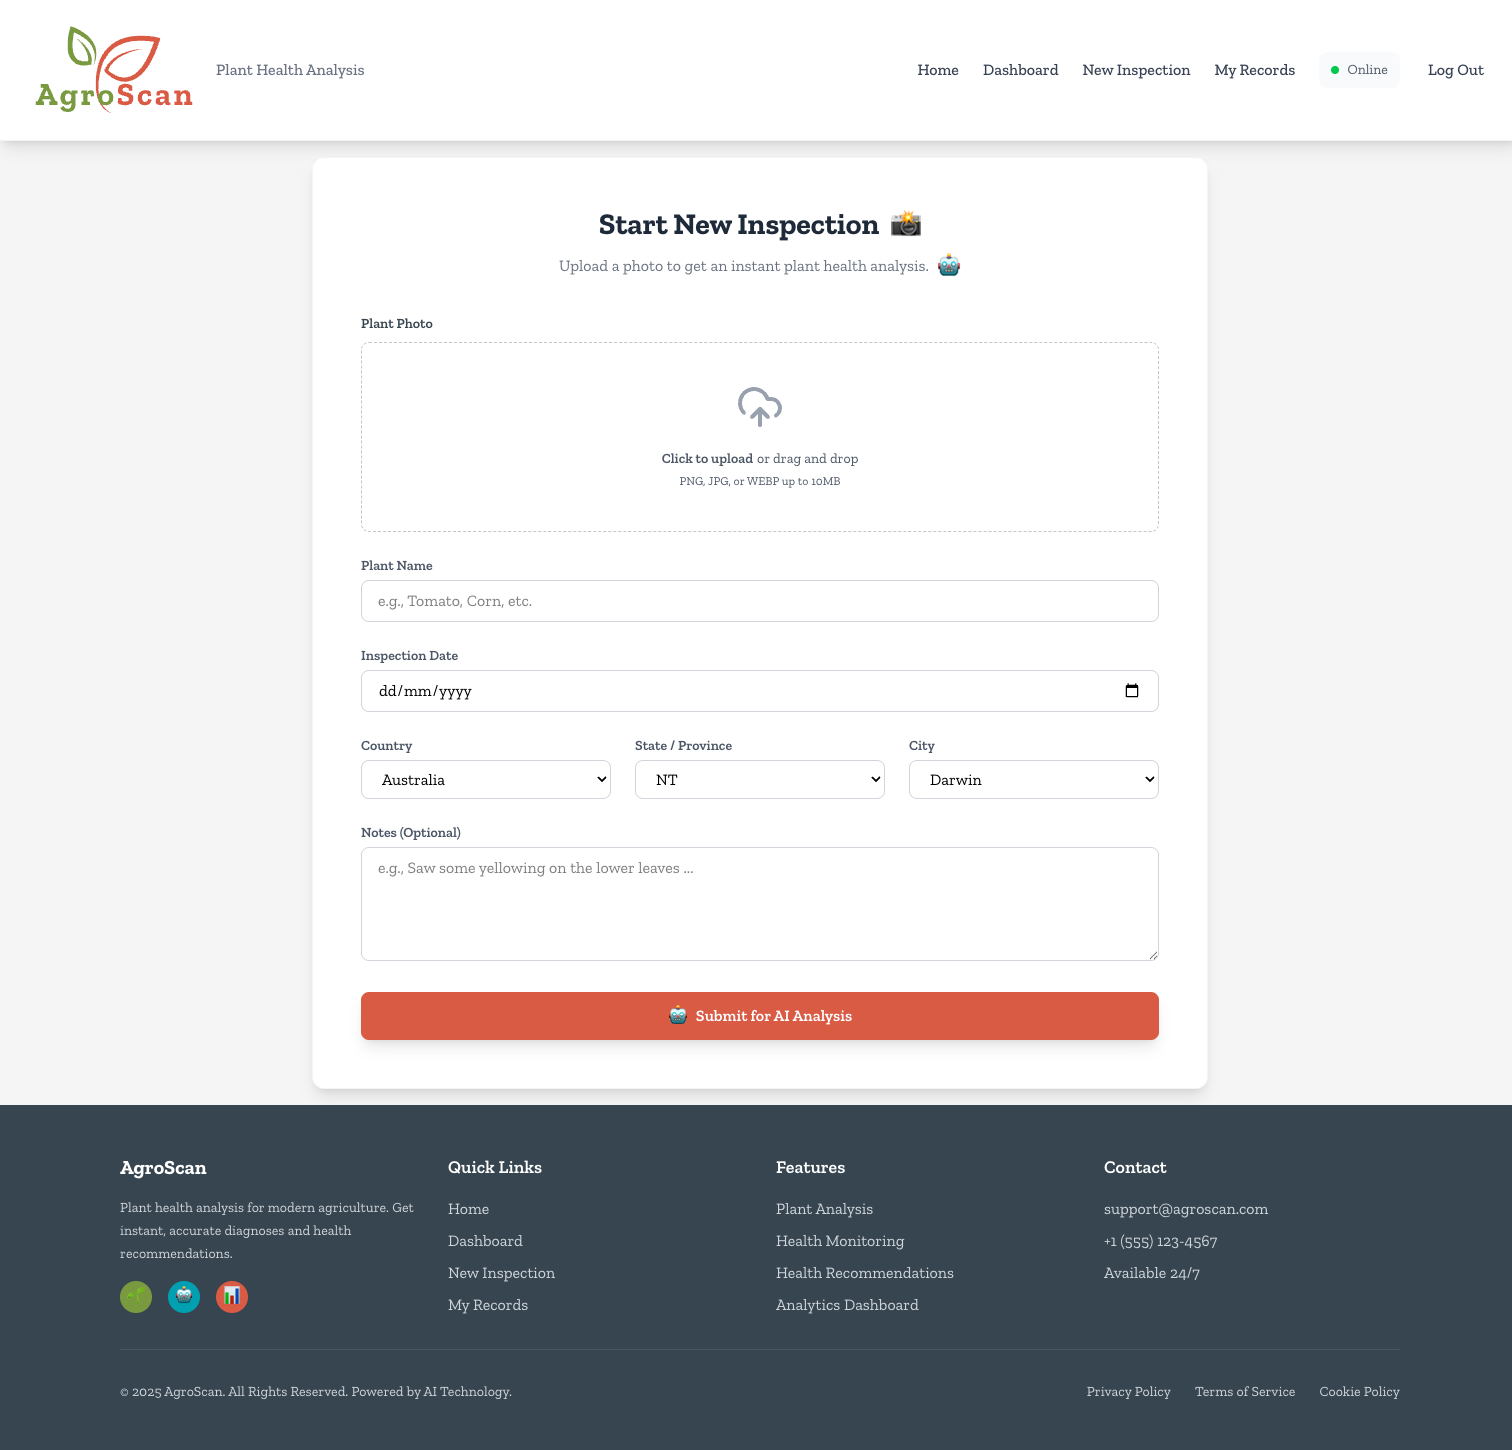 AgroScan
Plant Health Analysis
Home
Dashboard
New Inspection
My Records
Online
Log Out
Start New Inspection 📸
Upload a photo to get an instant plant health analysis. 🤖
Plant Photo
Click to upload or drag and drop
PNG, JPG, or WEBP up to 10MB
Plant Name
e.g., Tomato, Corn, etc.
Inspection Date
dd/mm/yyyy
Country
State / Province
City
Australia
NT
Darwin
Notes (Optional)
e.g., Saw some yellowing on the lower leaves ...
🤖 Submit for AI Analysis
AgroScan
Plant health analysis for modern agriculture. Get
instant, accurate diagnoses and health
recommendations.
Quick Links
Home
Dashboard
New Inspection
My Records
Features
Plant Analysis
Health Monitoring
Health Recommendations
Analytics Dashboard
Contact
support@agroscan.com
+1 (555) 123-4567
Available 24/7
© 2025 AgroScan. All Rights Reserved. Powered by AI Technology.
Privacy Policy
Terms of Service
Cookie Policy